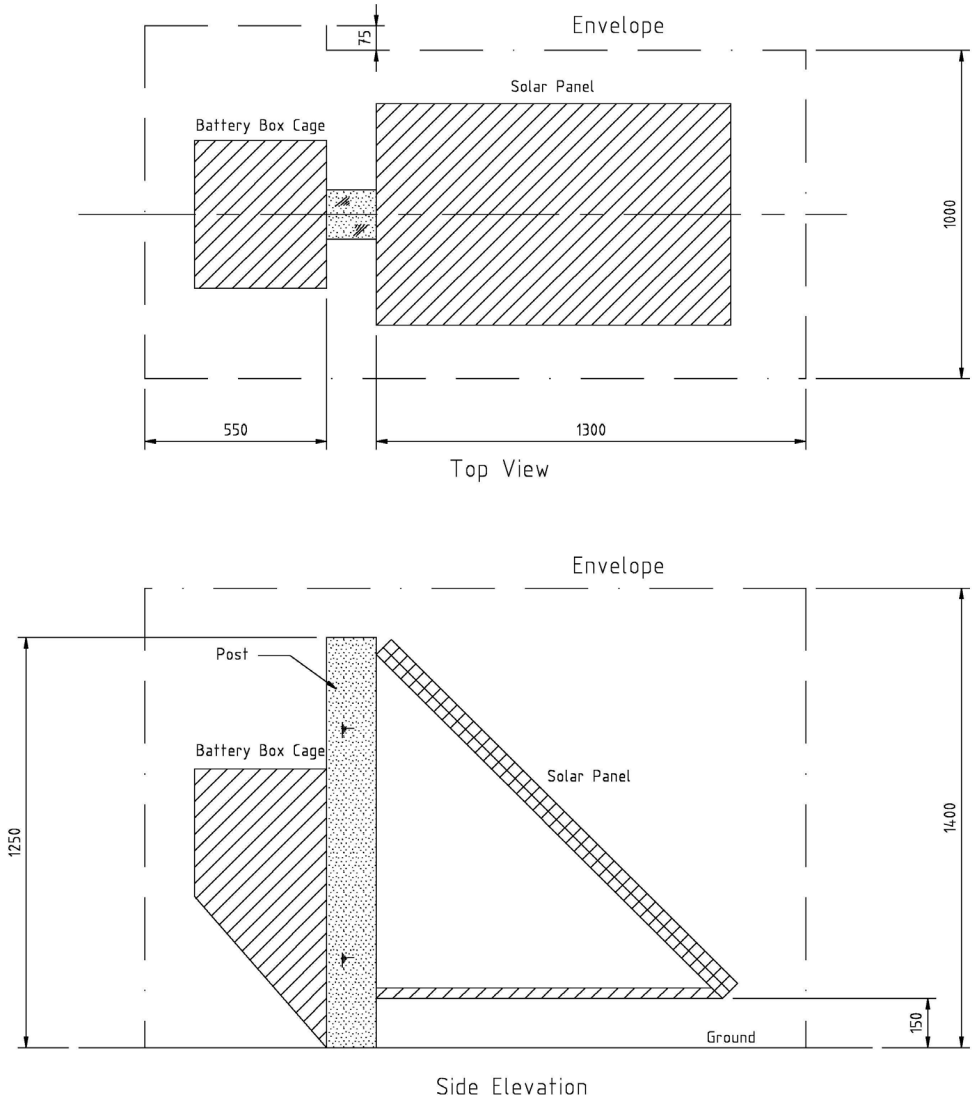 Envelope
75
Solar Panel
Battery Box Cage
1000
550
1300
Top View
Envelope
Post
Battery Box Cage
Solar Panel
1250
1400
150
Ground
Side Elevation